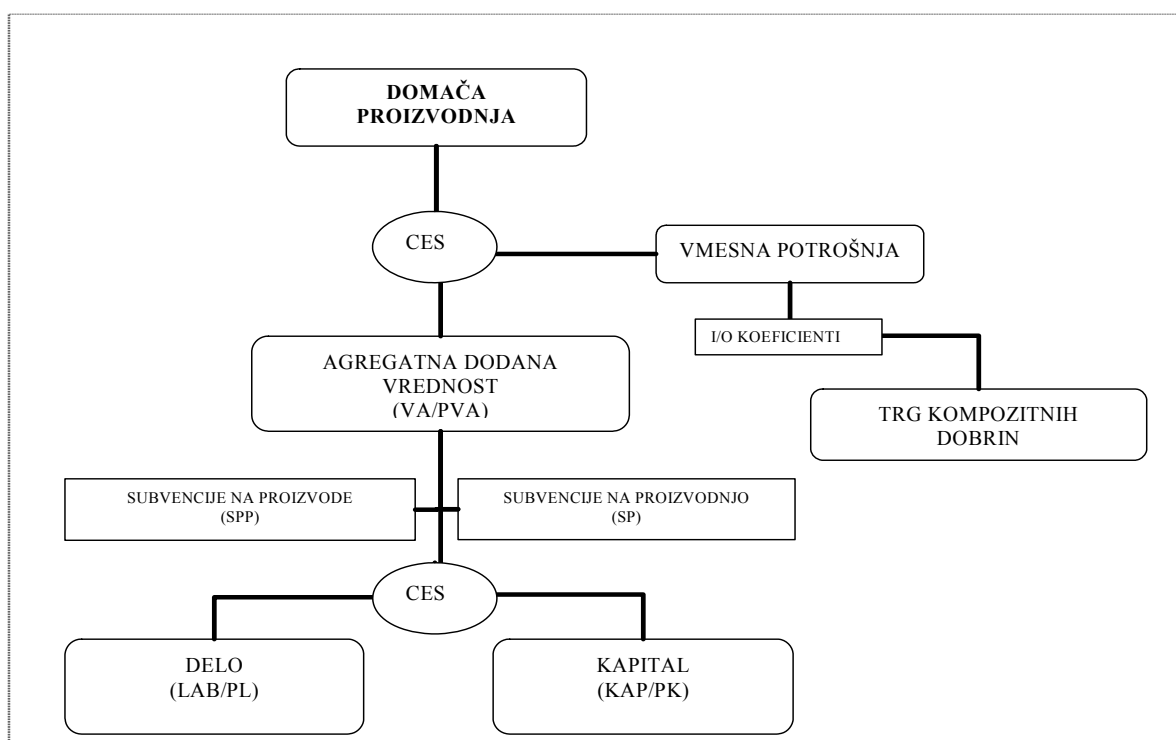 DOMAČA
PROIZVODNJA
CES
VMESNA POTROŠNJA
I/O KOEFICIENTI
AGREGATNA DODANA
VREDNOST
(VA/PVA)
TRG KOMPOZITNIH
DOBRIN
SUBVENCIJE NA PROIZVODE
(SPP)
SUBVENCIJE NA PROIZVODNJO
(SP)
CES
DELO
(LAB/PL)
KAPITAL
(KAP/PK)